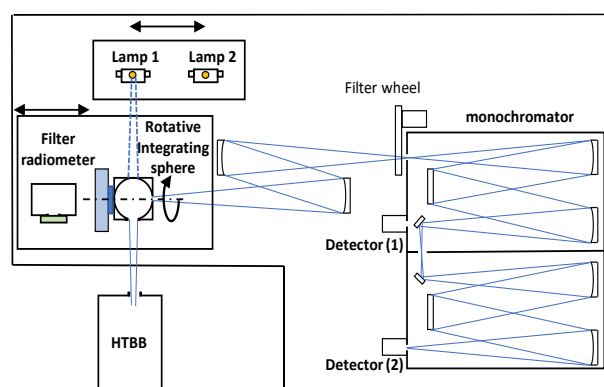 Lamp 1 Lamp 2
Filter wheel
monochromator
Filter
radiometer
Rotative
Integrating
sphere
Detector (1)
HTBB
Detector (2)